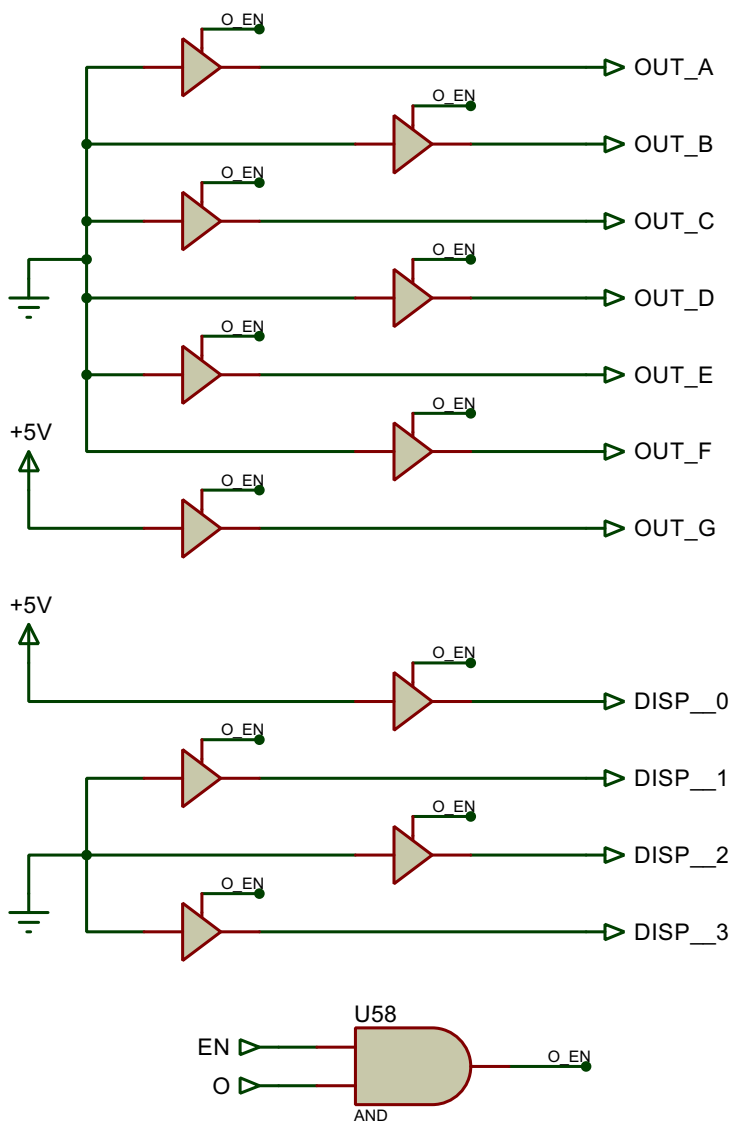 O_EN
OUT_A
O_EN
OUT_B
O_EN
OUT_C
O_EN
OUT_D
O_EN
OUT_E
O_EN
+5V
OUT_F
O_EN
OUT_G
+5V
O_EN
DISP__0
O_EN
DISP__1
O_EN
DISP__2
O_EN
DISP__3
U58
EN
O_EN
O
AND